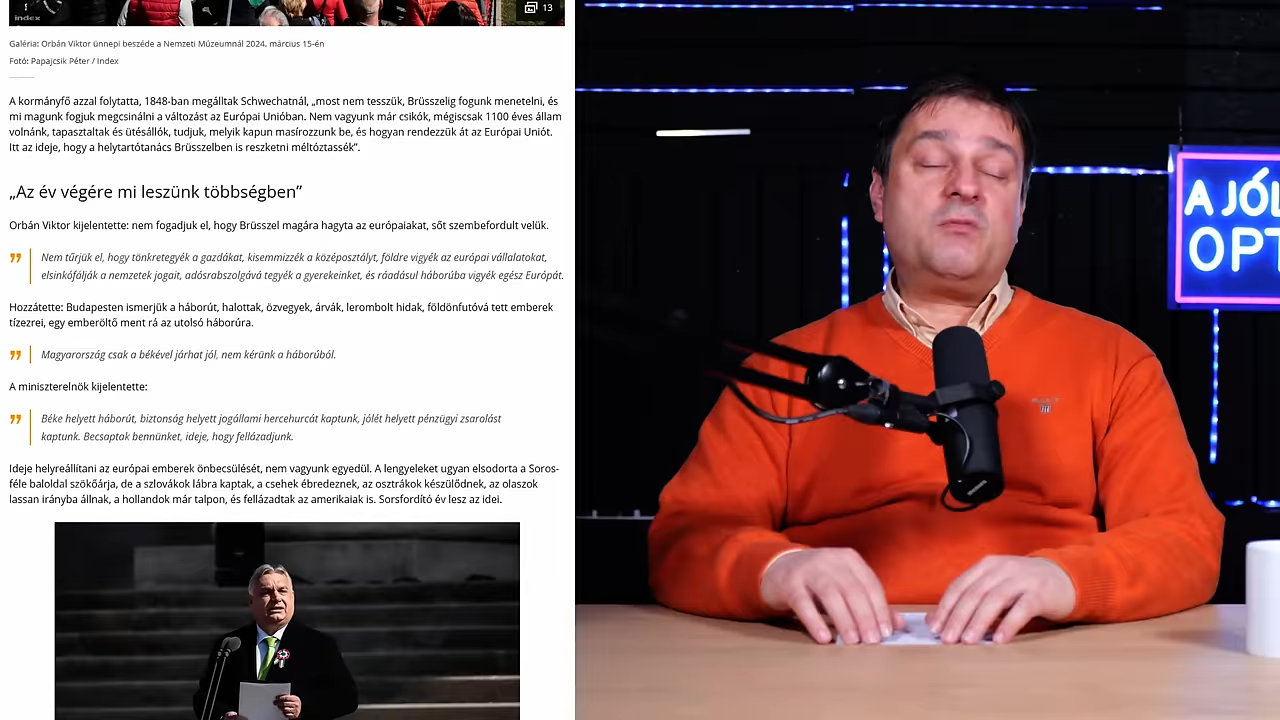 index
13
Galéria: Orbán Viktor ünnepi beszéde a Nemzeti Múzeumnál 2024. március 15-én
Fotó: Papajcsik Péter / Index
A kormányfő azzal folytatta, 1848-ban megálltak Schwechatnál, „most nem tesszük, Brüsszelig fogunk menetelni, és
mi magunk fogjuk megcsinálni a változást az Európai Unióban. Nem vagyunk már csikók, mégiscsak 1100 éves állam
volnánk, tapasztaltak és ütésállók, tudjuk, melyik kapun masírozzunk be, és hogyan rendezzük át az Európai Uniót.
Itt az ideje, hogy a helytartótanács Brüsszelben is reszketni méltóztassék”.
„Az év végére mi leszünk többségben”
Orbán Viktor kijelentette: nem fogadjuk el, hogy Brüsszel magára hagyta az európaiakat, sőt szembefordult velük.
Nem tűrjük el, hogy tönkretegyék a gazdákat, kisemmizzék a középosztályt, földre vigyék az európai vállalatokat,
elsinkófálják a nemzetek jogait, adósrabszolgává tegyék a gyerekeinket, és ráadásul háborúba vigyék egész Európát.
Hozzátette: Budapesten ismerjük a háborút, halottak, özvegyek, árvák, lerombolt hidak, földönfutóvá tett emberek
tízezrei, egy emberöltő ment rá az utolsó háborúra.
Magyarország csak a békével járhat jól, nem kérünk a háborúból.
A miniszterelnök kijelentette:
Béke helyett háborút, biztonság helyett jogállami hercehurcát kaptunk, jólét helyett pénzügyi zsarolást
kaptunk. Becsaptak bennünket, ideje, hogy fellázadjunk.
Ideje helyreállítani az európai emberek önbecsülését, nem vagyunk egyedül. A lengyeleket ugyan elsodorta a Soros-
féle baloldal szökőárja, de a szlovákok lábra kaptak, a csehek ébredeznek, az osztrákok készülődnek, az olaszok
lassan irányba állnak, a hollandok már talpon, és fellázadtak az amerikaiak is. Sorsfordító év lesz az idei.
A JÓL
OPT